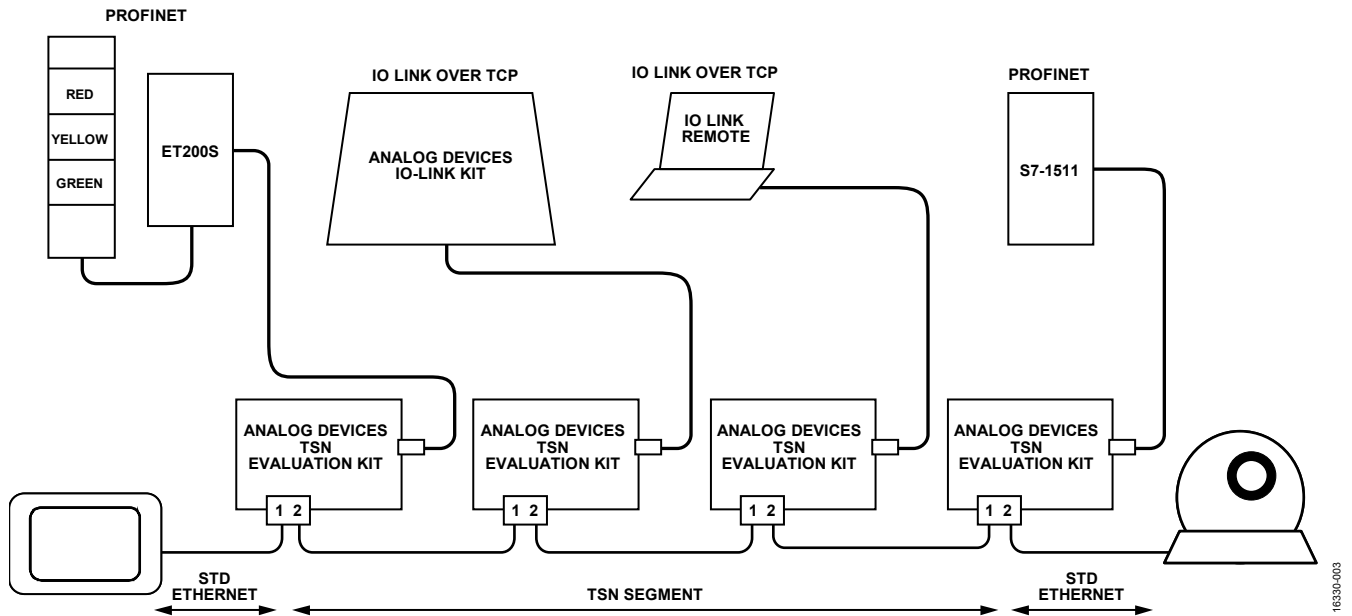 PROFINET
RED
YELLOW
GREEN
ET200S
IO LINK OVER TCP
ANALOG DEVICES
IO-LINK KIT
IO LINK OVER TCP
IO LINK
REMOTE
PROFINET
S7-1511
ANALOG DEVICES
TSN
EVALUATION KIT
1 2
ANALOG DEVICES
TSN
EVALUATION KIT
1 2
ANALOG DEVICES
TSN
EVALUATION KIT
1 2
ANALOG DEVICES
TSN
EVALUATION KIT
1 2
STD
ETHERNET
TSN SEGMENT
STD
ETHERNET
16330-003